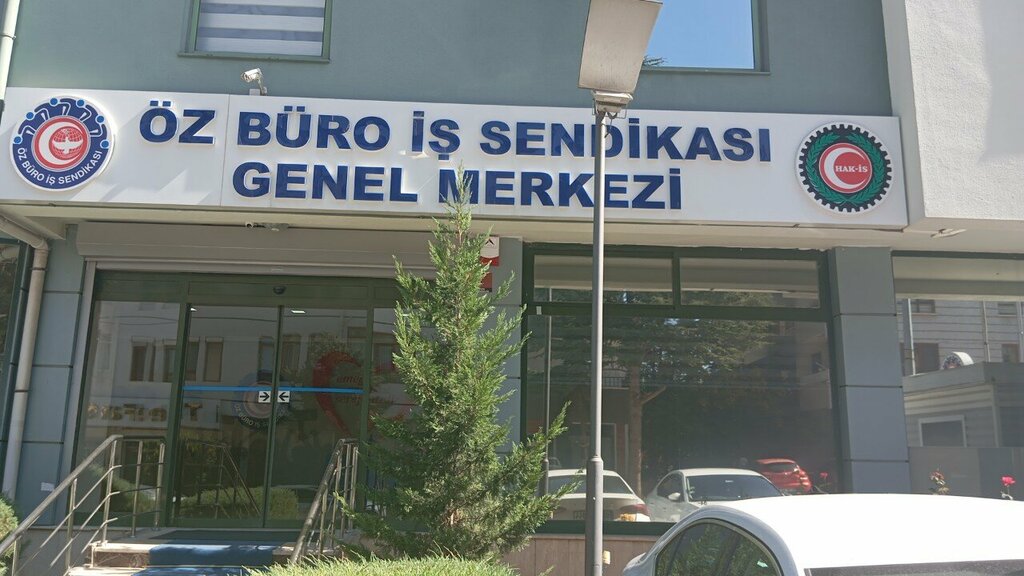 ÖZ BÜRO İŞ SENDİKASI
GENEL MERKEZİ
ÖZ BÜRO İŞ SENDİKASI
HAK-İŞ